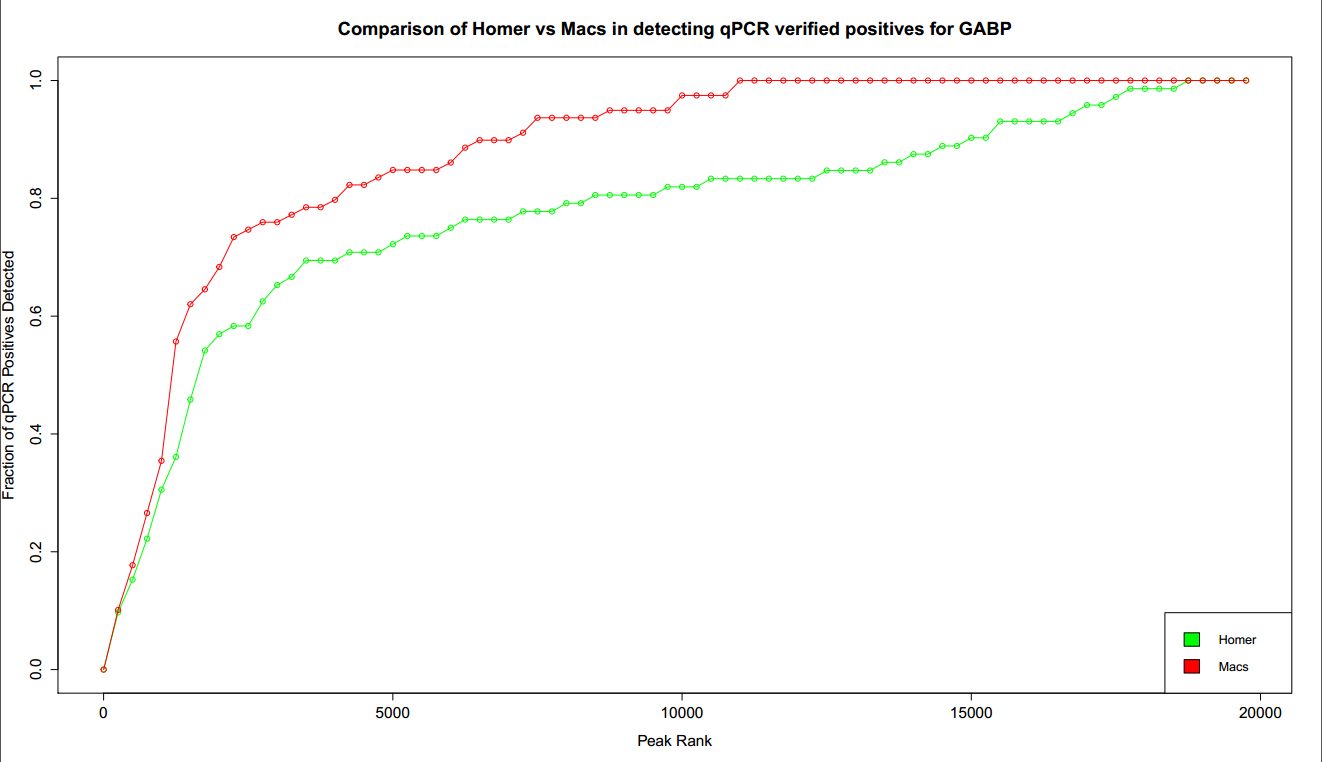 Comparison of Homer vs Macs in detecting qPCR verified positives for GABP
Fraction of qPCR Positives Detected
1.0
0.8
0.6
0.4
0.2
0.0
0 5000 10000 15000 20000
Peak Rank
Homer
Macs